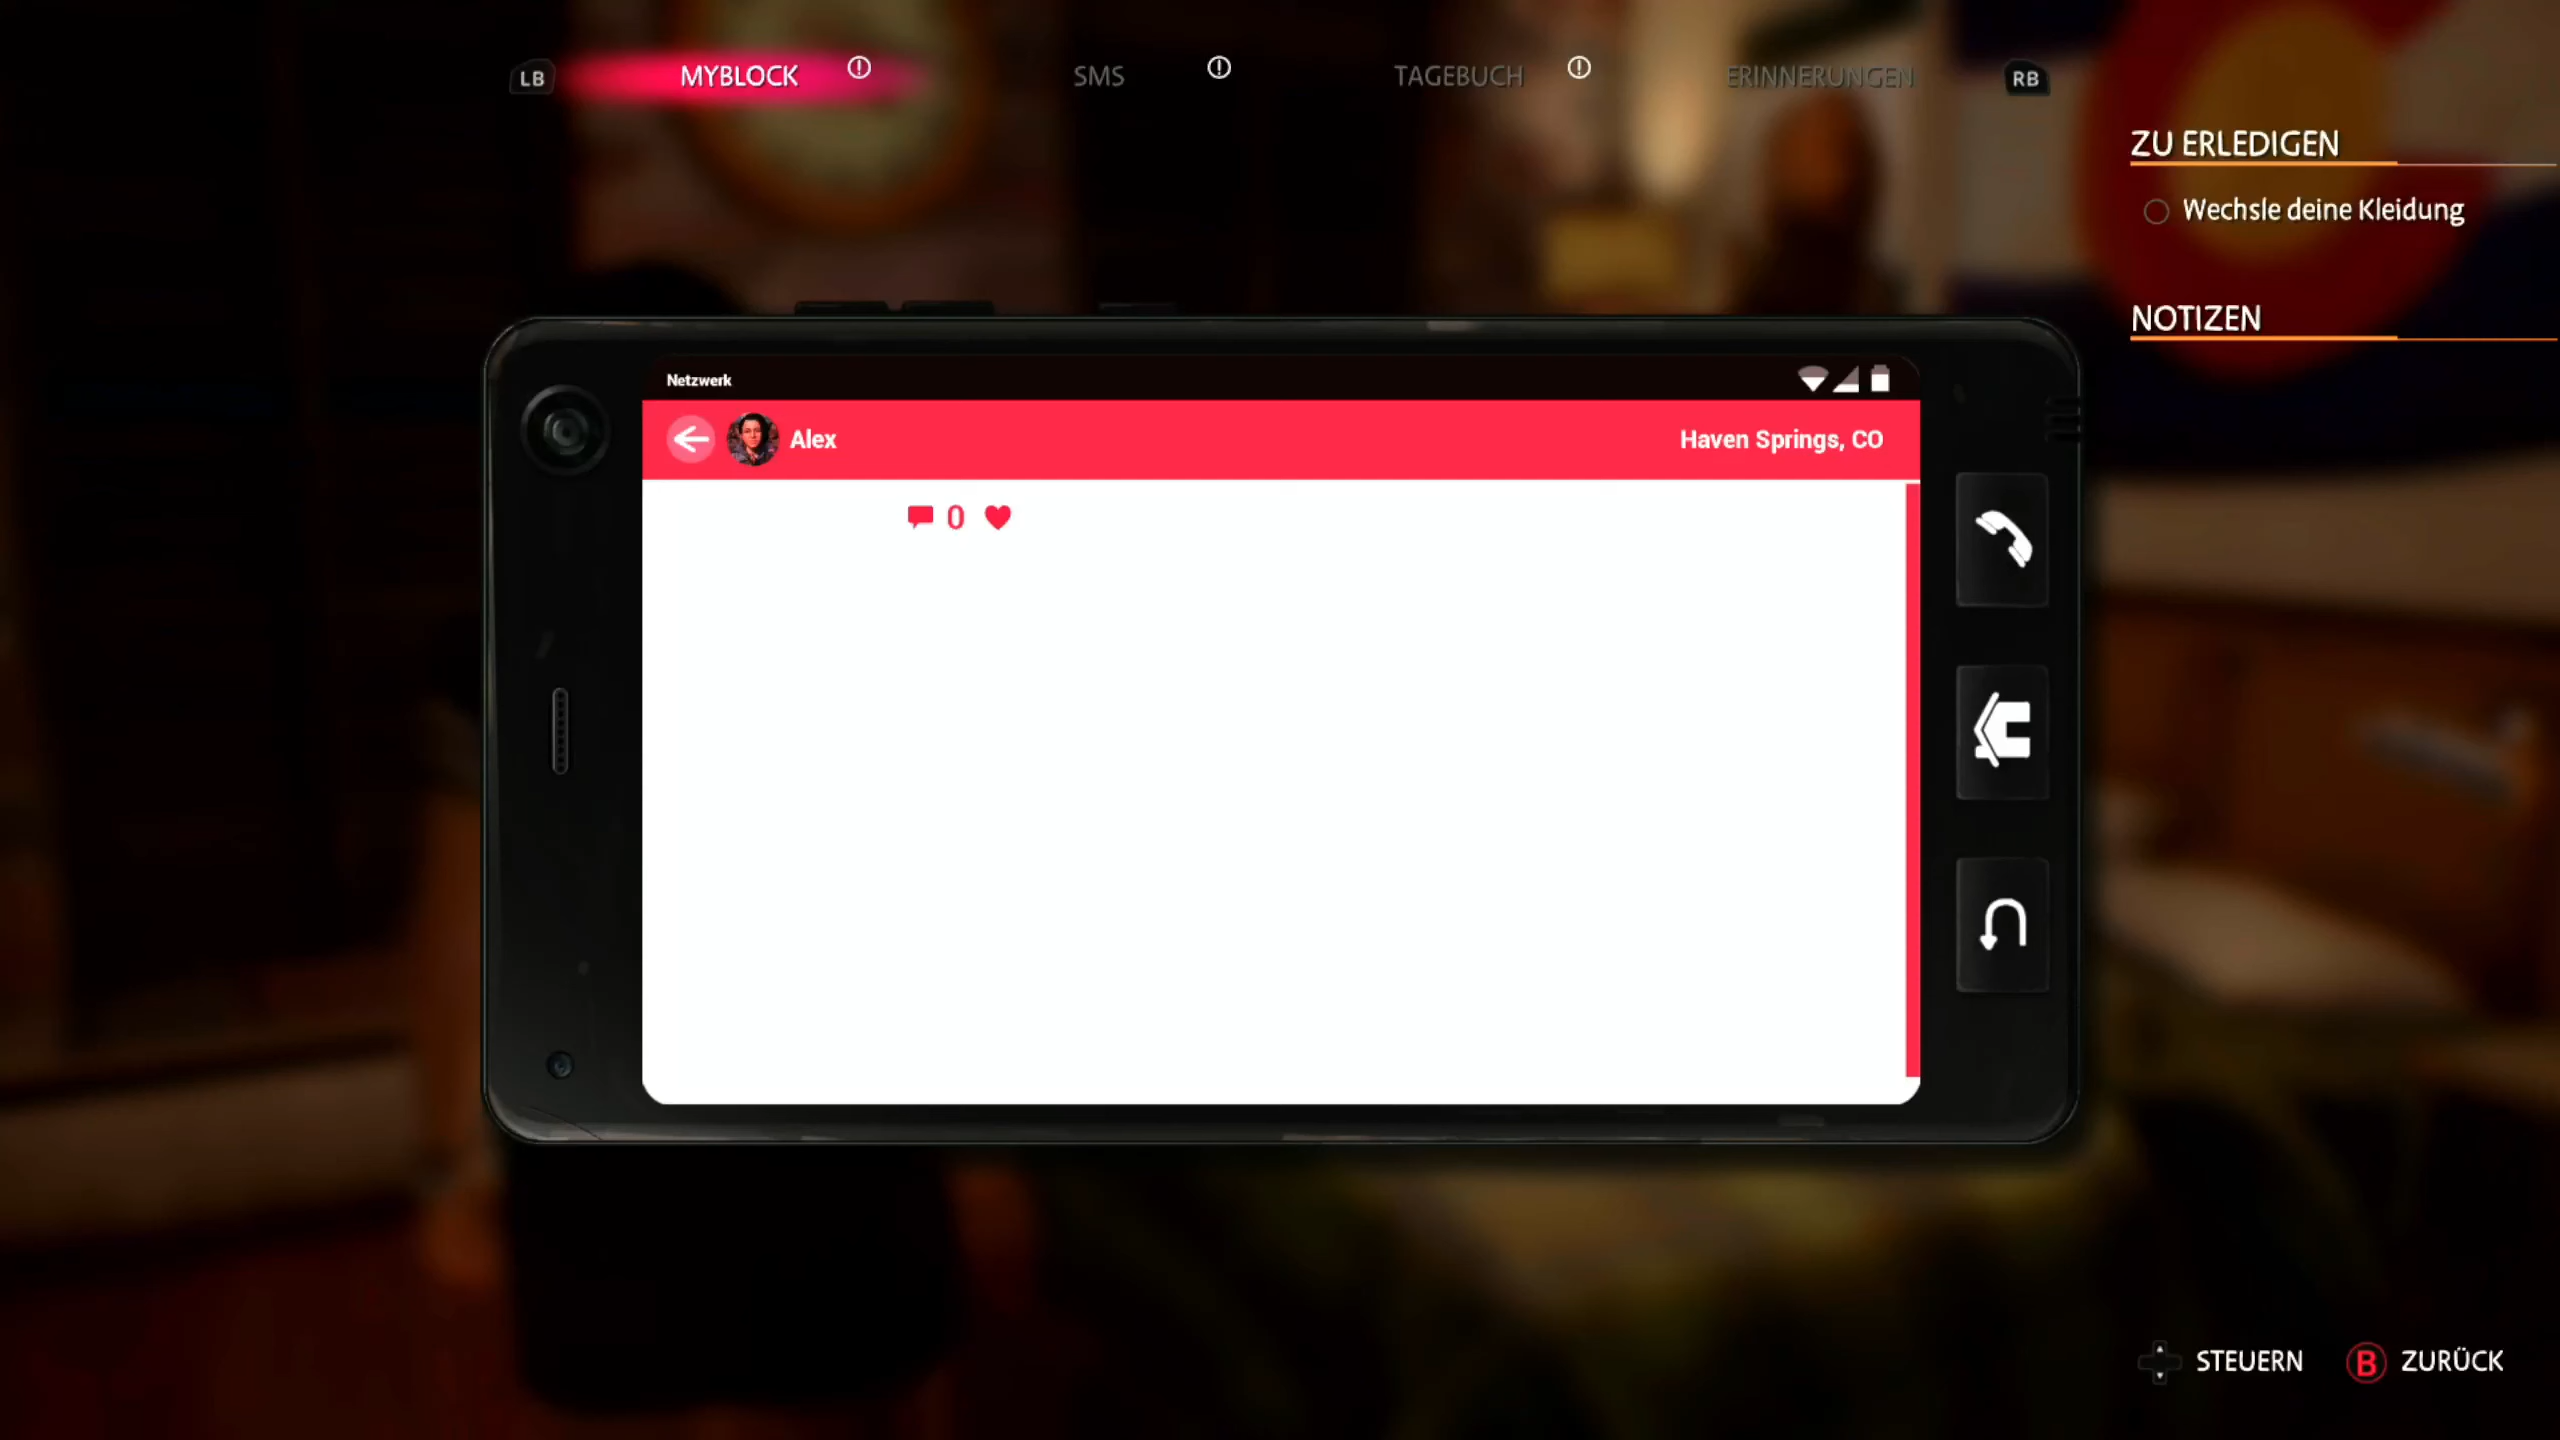 LB MYBLOCK SMS TAGEBUCH ERINNERUNGEN RB
ZU ERLEDIGEN
Wechsle deine Kleidung
NOTIZEN
Netzwerk
Alex Haven Springs, CO
0
STEUERN B ZURÜCK